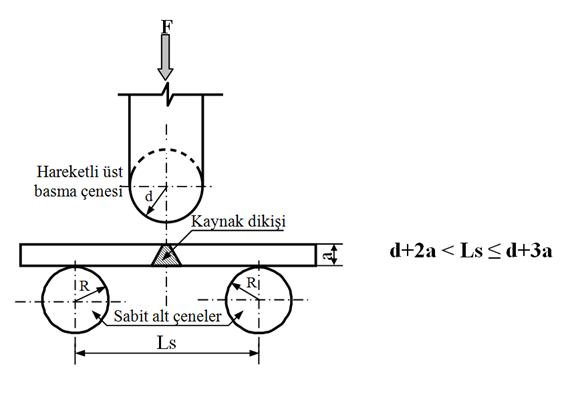 F
Hareketli üst
basma çenesi
d
Kaynak dikişi
a
d+2a < Ls ≤ d+3a
R
R
Sabit alt çeneler
Ls